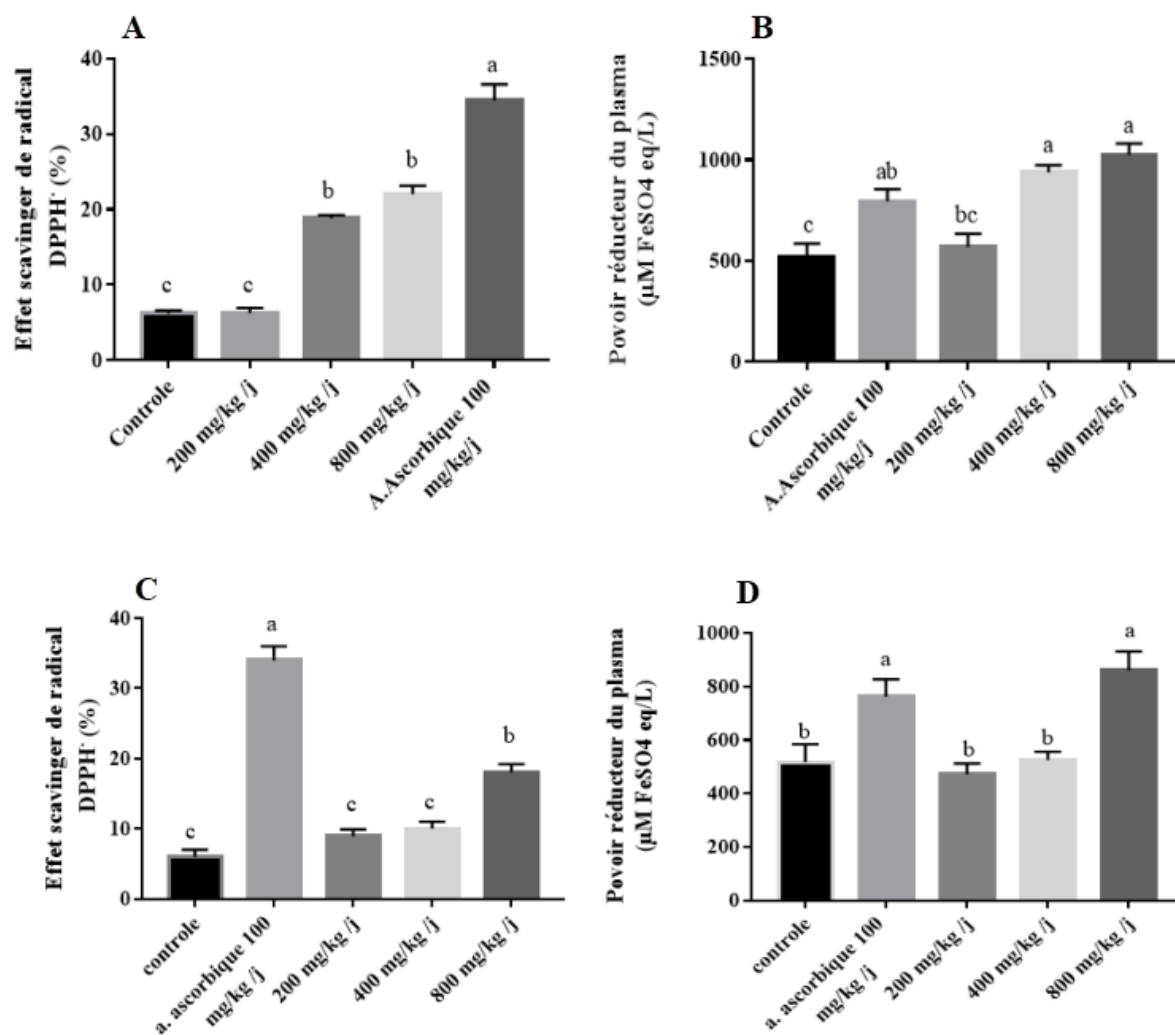 A
Effet scavinger de radical
DPPH· (%)
40
30
20
10
0
c
c
b
b
a
Controle
200 mg/kg /j
400 mg/kg /j
800 mg/kg /j
A.Ascorbique 100
mg/kg/j
B
Povoir réducteur du plasma
(µM FeSO4 eq/L)
1500
1000
500
0
c
ab
bc
a
a
Controle
A.Ascorbique 100
mg/kg/j
200 mg/kg /j
400 mg/kg /j
800 mg/kg /j
C
Effet scavinger de radical
DPPH· (%)
40
30
20
10
0
c
a
c
c
b
controle
a. ascorbique 100
mg/kg /j
200 mg/kg /j
400 mg/kg /j
800 mg/kg /j
D
Povoir réducteur du plasma
(µM FeSO4 eq/L)
1000
800
600
400
200
0
b
a
b
b
a
controle
a. ascorbique 100
mg/kg /j
200 mg/kg /j
400 mg/kg /j
800 mg/kg /j